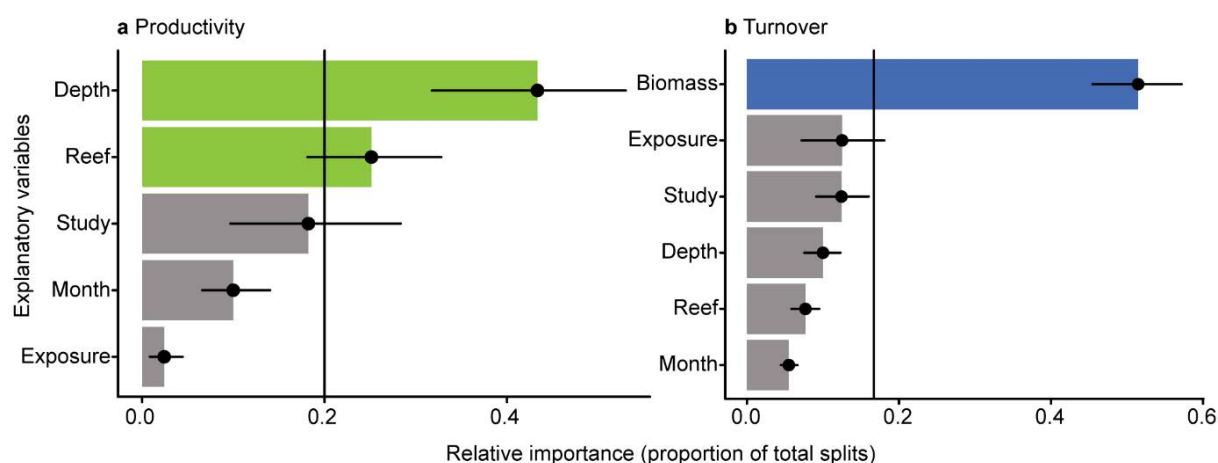 a Productivity
Explanatory variables
Depth
Reef
Study
Month
Exposure
0.0
0.2
0.4
b Turnover
Biomass
Exposure
Study
Depth
Reef
Month
0.0
0.2
0.4
0.6
Relative importance (proportion of total splits)